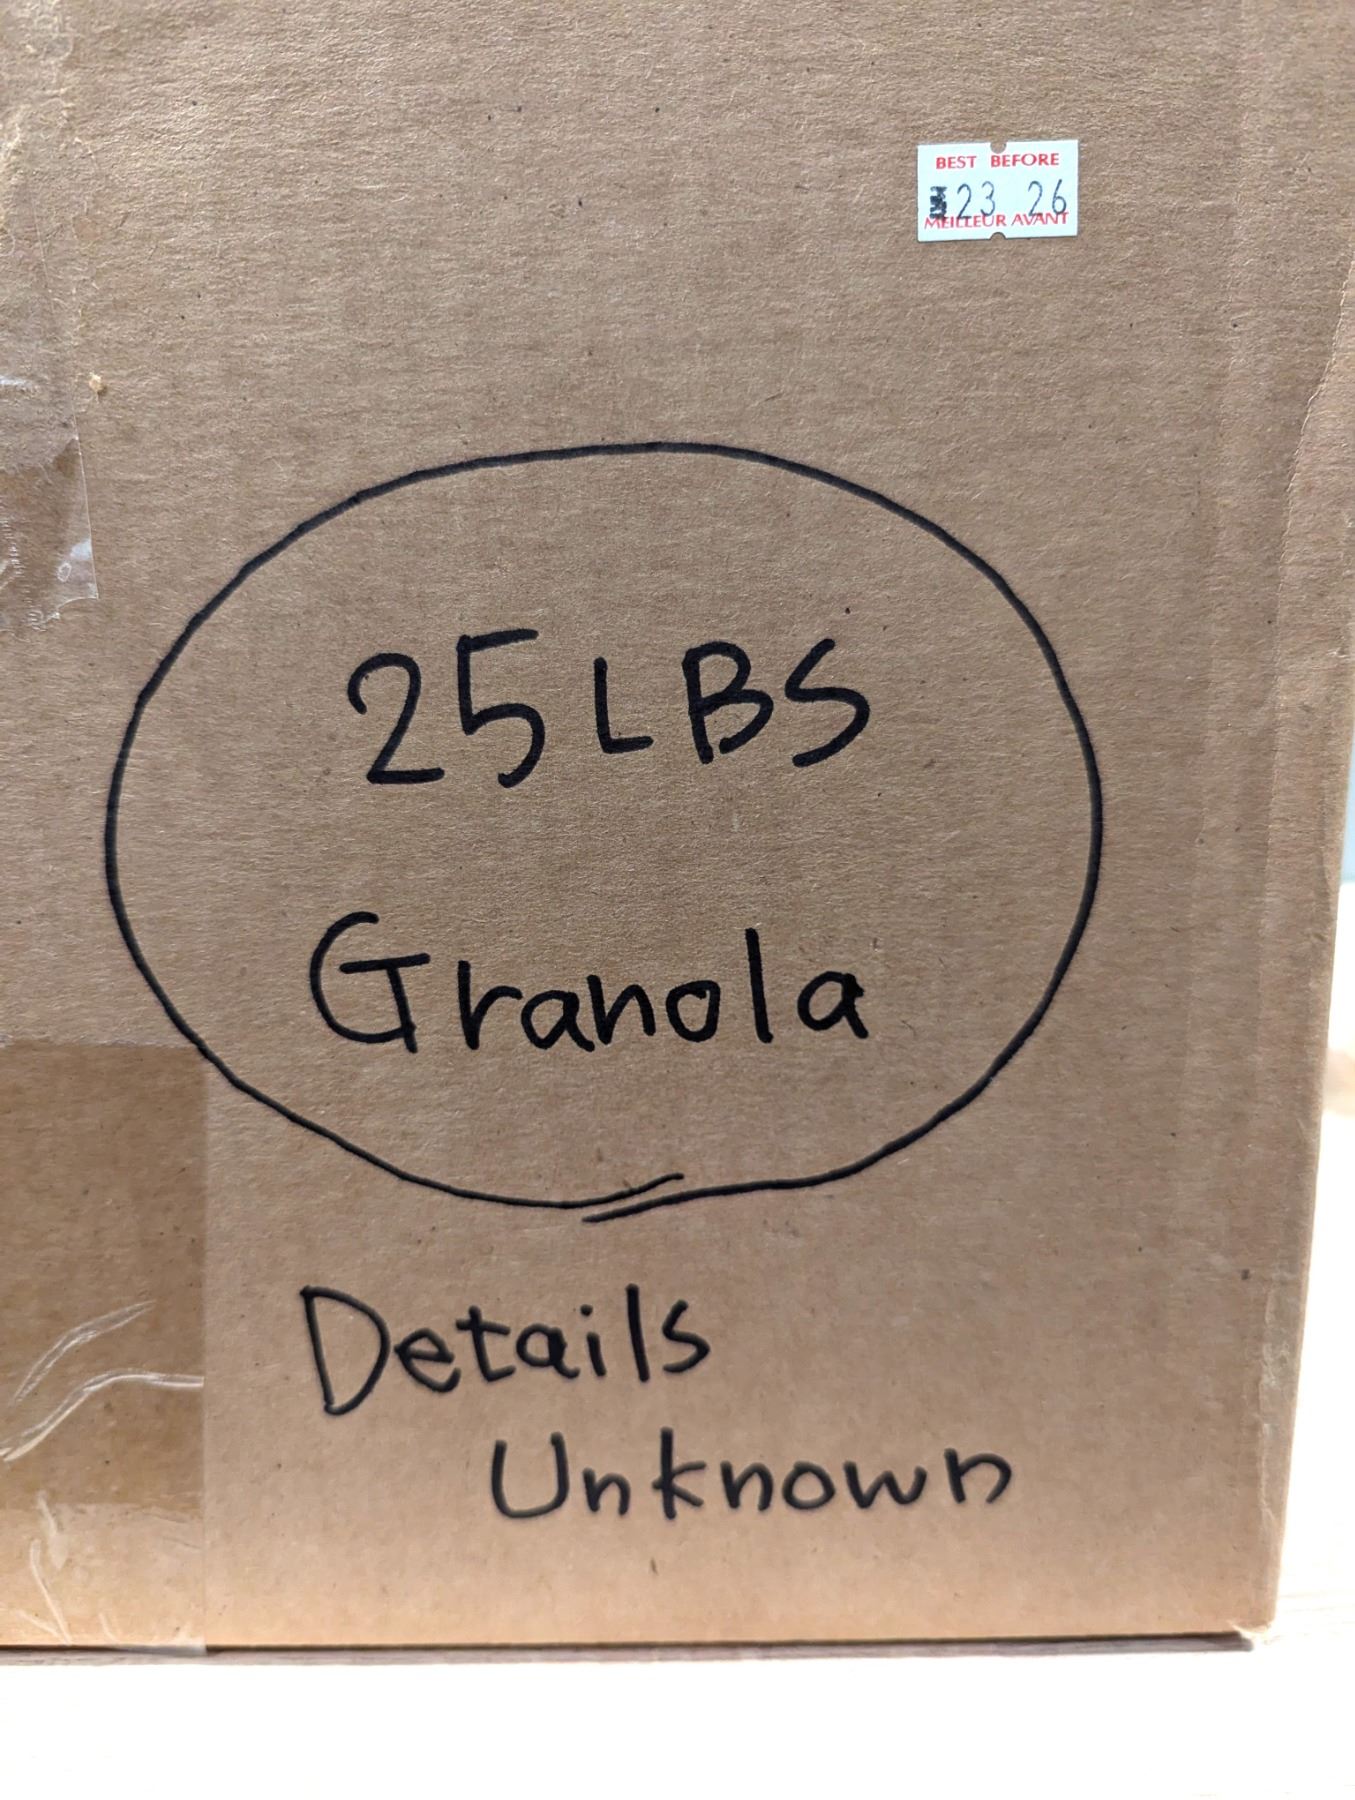 BEST BEFORE
23 26
MEILLEUR AVANT
25 LBS
Granola
Details
Unknown